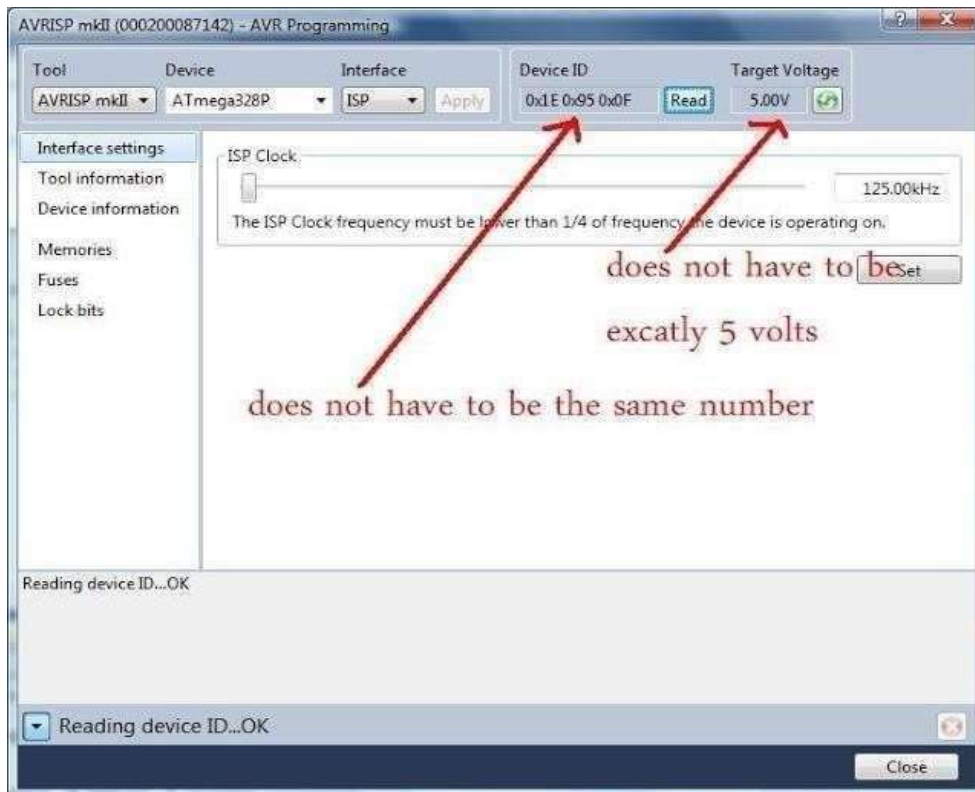 AVRISP mkII (000200087142) - AVR Programming
Tool Device Interface Device ID Target Voltage
AVRISP mkII ATmega328P ISP Apply 0x1E 0x95 0x0F Read 5.00V
Interface settings
Tool information
Device information
Memories
Fuses
Lock bits
ISP Clock
125.00kHz
The ISP Clock frequency must be lower than 1/4 of frequency the device is operating on.
Set
does not have to be
excatly 5 volts
does not have to be the same number
Reading device ID...OK
Reading device ID...OK
Close